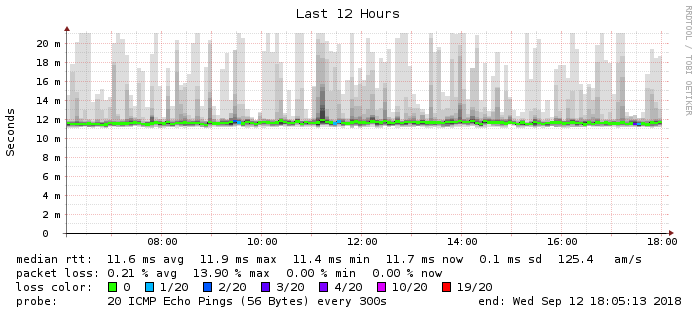 Last 12 Hours
RRDTOOL / TOBI OETIKER
Seconds
20 m
18 m
16 m
14 m
12 m
10 m
8 m
6 m
4 m
2 m
0
08:00 10:00 12:00 14:00 16:00 18:00
median rtt: 11.6 ms avg 11.9 ms max 11.4 ms min 11.7 ms now 0.1 ms sd 125.4 am/s
packet loss: 0.21 % avg 13.90 % max 0.00 % min 0.00 % now
loss color: 0 1/20 2/20 3/20 4/20 10/20 19/20
probe: 20 ICMP Echo Pings (56 Bytes) every 300s end: Wed Sep 12 18:05:13 2018